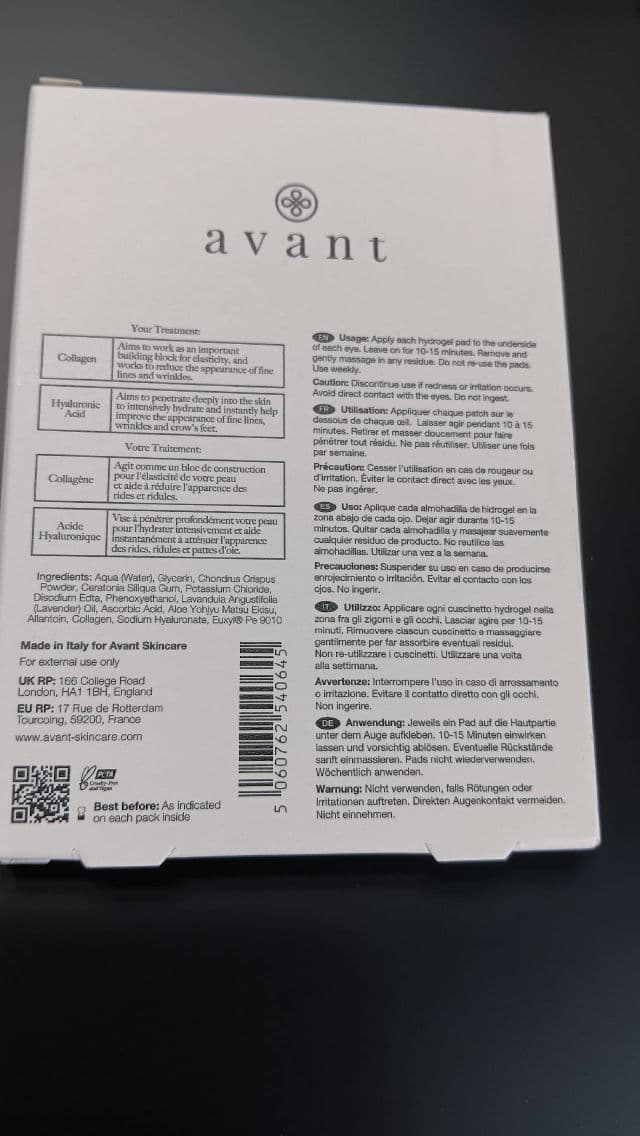 avant
Your Treatment:
Collagen
Aims to work as an important
building block for elasticity, and
works to reduce the appearance of fine
lines and wrinkles.
Hyaluronic
Acid
Aims to penetrate deeply into the skin
to intensively hydrate and instantly help
improve the appearance of fine lines,
wrinkles and crow's feet.
Votre Traitement:
Collagène
Agit comme un bloc de construction
pour l'élasticité de votre peau
et aide à réduire l'apparence des
rides et ridules.
Acide
Hyaluronique
Vise à pénétrer profondément votre peau
pour l'hydrater intensivement et aide
instantanément à atténuer l'apparence
des rides, ridules et pattes d'oie.
Ingredients: Aqua (Water), Glycerin, Chondrus Crispus
Powder, Ceratonia Siliqua Gum, Potassium Chloride,
Disodium Edta, Phenoxyethanol, Lavandula Angustifolia
(Lavender) Oil, Ascorbic Acid, Aloe Yohjyu Matsu Ekisu,
Allantoin, Collagen, Sodium Hyaluronate, Euxyl® Pe 9010
Made in Italy for Avant Skincare
For external use only
UK RP: 166 College Road
London, HA1 1BH, England
EU RP: 17 Rue de Rotterdam
Tourcoing, 59200, France
www.avant-skincare.com
PETA
Cruelty-Free
and Vegan
Best before: As indicated
on each pack inside
5 060762 540645
EN Usage: Apply each hydrogel pad to the underside
of each eye. Leave on for 10-15 minutes. Remove and
gently massage in any residue. Do not re-use the pads.
Use weekly.
Caution: Discontinue use if redness or irritation occurs.
Avoid direct contact with the eyes. Do not ingest.
FR Utilisation: Appliquer chaque patch sur le
dessous de chaque œil. Laisser agir pendant 10 à 15
minutes. Retirer et masser doucement pour faire
pénétrer tout résidu. Ne pas réutiliser. Utiliser une fois
par semaine.
Précaution: Cesser l'utilisation en cas de rougeur ou
d'irritation. Éviter le contact direct avec les yeux.
Ne pas ingérer.
ES Uso: Aplique cada almohadilla de hidrogel en la
zona abajo de cada ojo. Dejar agir durante 10-15
minutos. Quitar cada almohadilla y masajear suavemente
cualquier residuo de producto. No reutilice las
almohadillas. Utilizar una vez a la semana.
Precauciones: Suspender su uso en caso de producirse
enrojecimiento o irritación. Evitar el contacto con los
ojos. No ingerir.
IT Utilizzo: Applicare ogni cuscinetto hydrogel nella
zona fra gli zigomi e gli occhi. Lasciar agire per 10-15
minuti. Rimuovere ciascun cuscinetto e massaggiare
gentilmente per far assorbire eventuali residui.
Non re-utilizzare i cuscinetti. Utilizzare una volta
alla settimana.
Avvertenze: Interrompere l'uso in caso di arrossamento
o irritazione. Evitare il contatto diretto con gli occhi.
Non ingerire.
DE Anwendung: Jeweils ein Pad auf die Hautpartie
unter dem Auge aufkleben. 10-15 Minuten einwirken
lassen und vorsichtig ablösen. Eventuelle Rückstände
sanft einmassieren. Pads nicht wiederverwenden.
Wöchentlich anwenden.
Warnung: Nicht verwenden, falls Rötungen oder
Irritationen auftreten. Direkten Augenkontakt vermeiden.
Nicht einnehmen.